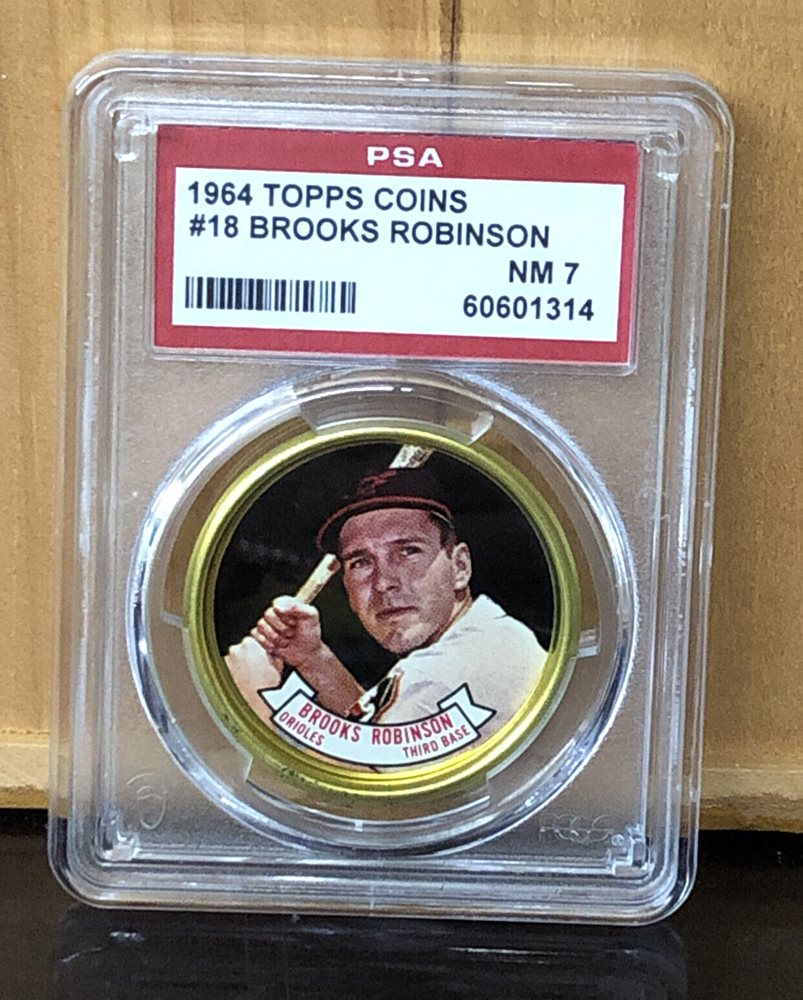 PSA
1964 TOPPS COINS
#18 BROOKS ROBINSON
NM 7
60601314
BROOKS ROBINSON
ORIOLES THIRD BASE